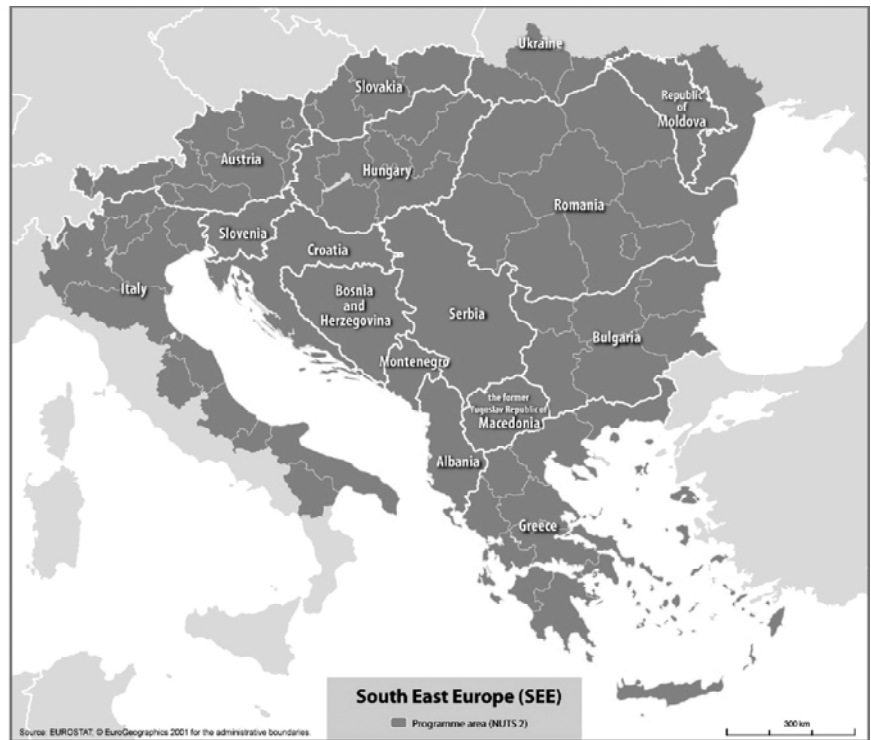 Ukraine
Slovakia
Republic
of
Moldova
Austria
Hungary
Romania
Slovenia
Croatia
Italy
Bosnia
and
Herzegovina
Serbia
Bulgaria
Montenegro
the former
Yugoslav Republic of
Macedonia
Albania
Greece
South East Europe (SEE)
Programme area (NUTS 2)
Source: EUROSTAT, © EuroGeographics 2001 for the administrative boundaries.
300 km